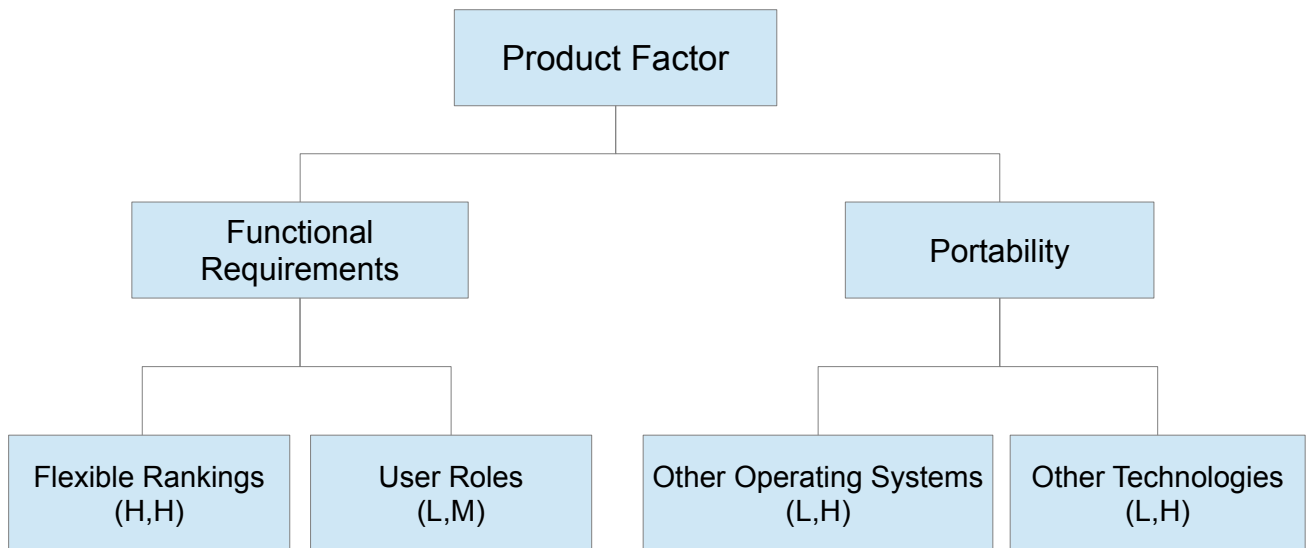 Product Factor
Functional
Requirements
Portability
Flexible Rankings
(H,H)
User Roles
(L,M)
Other Operating Systems
(L,H)
Other Technologies
(L,H)